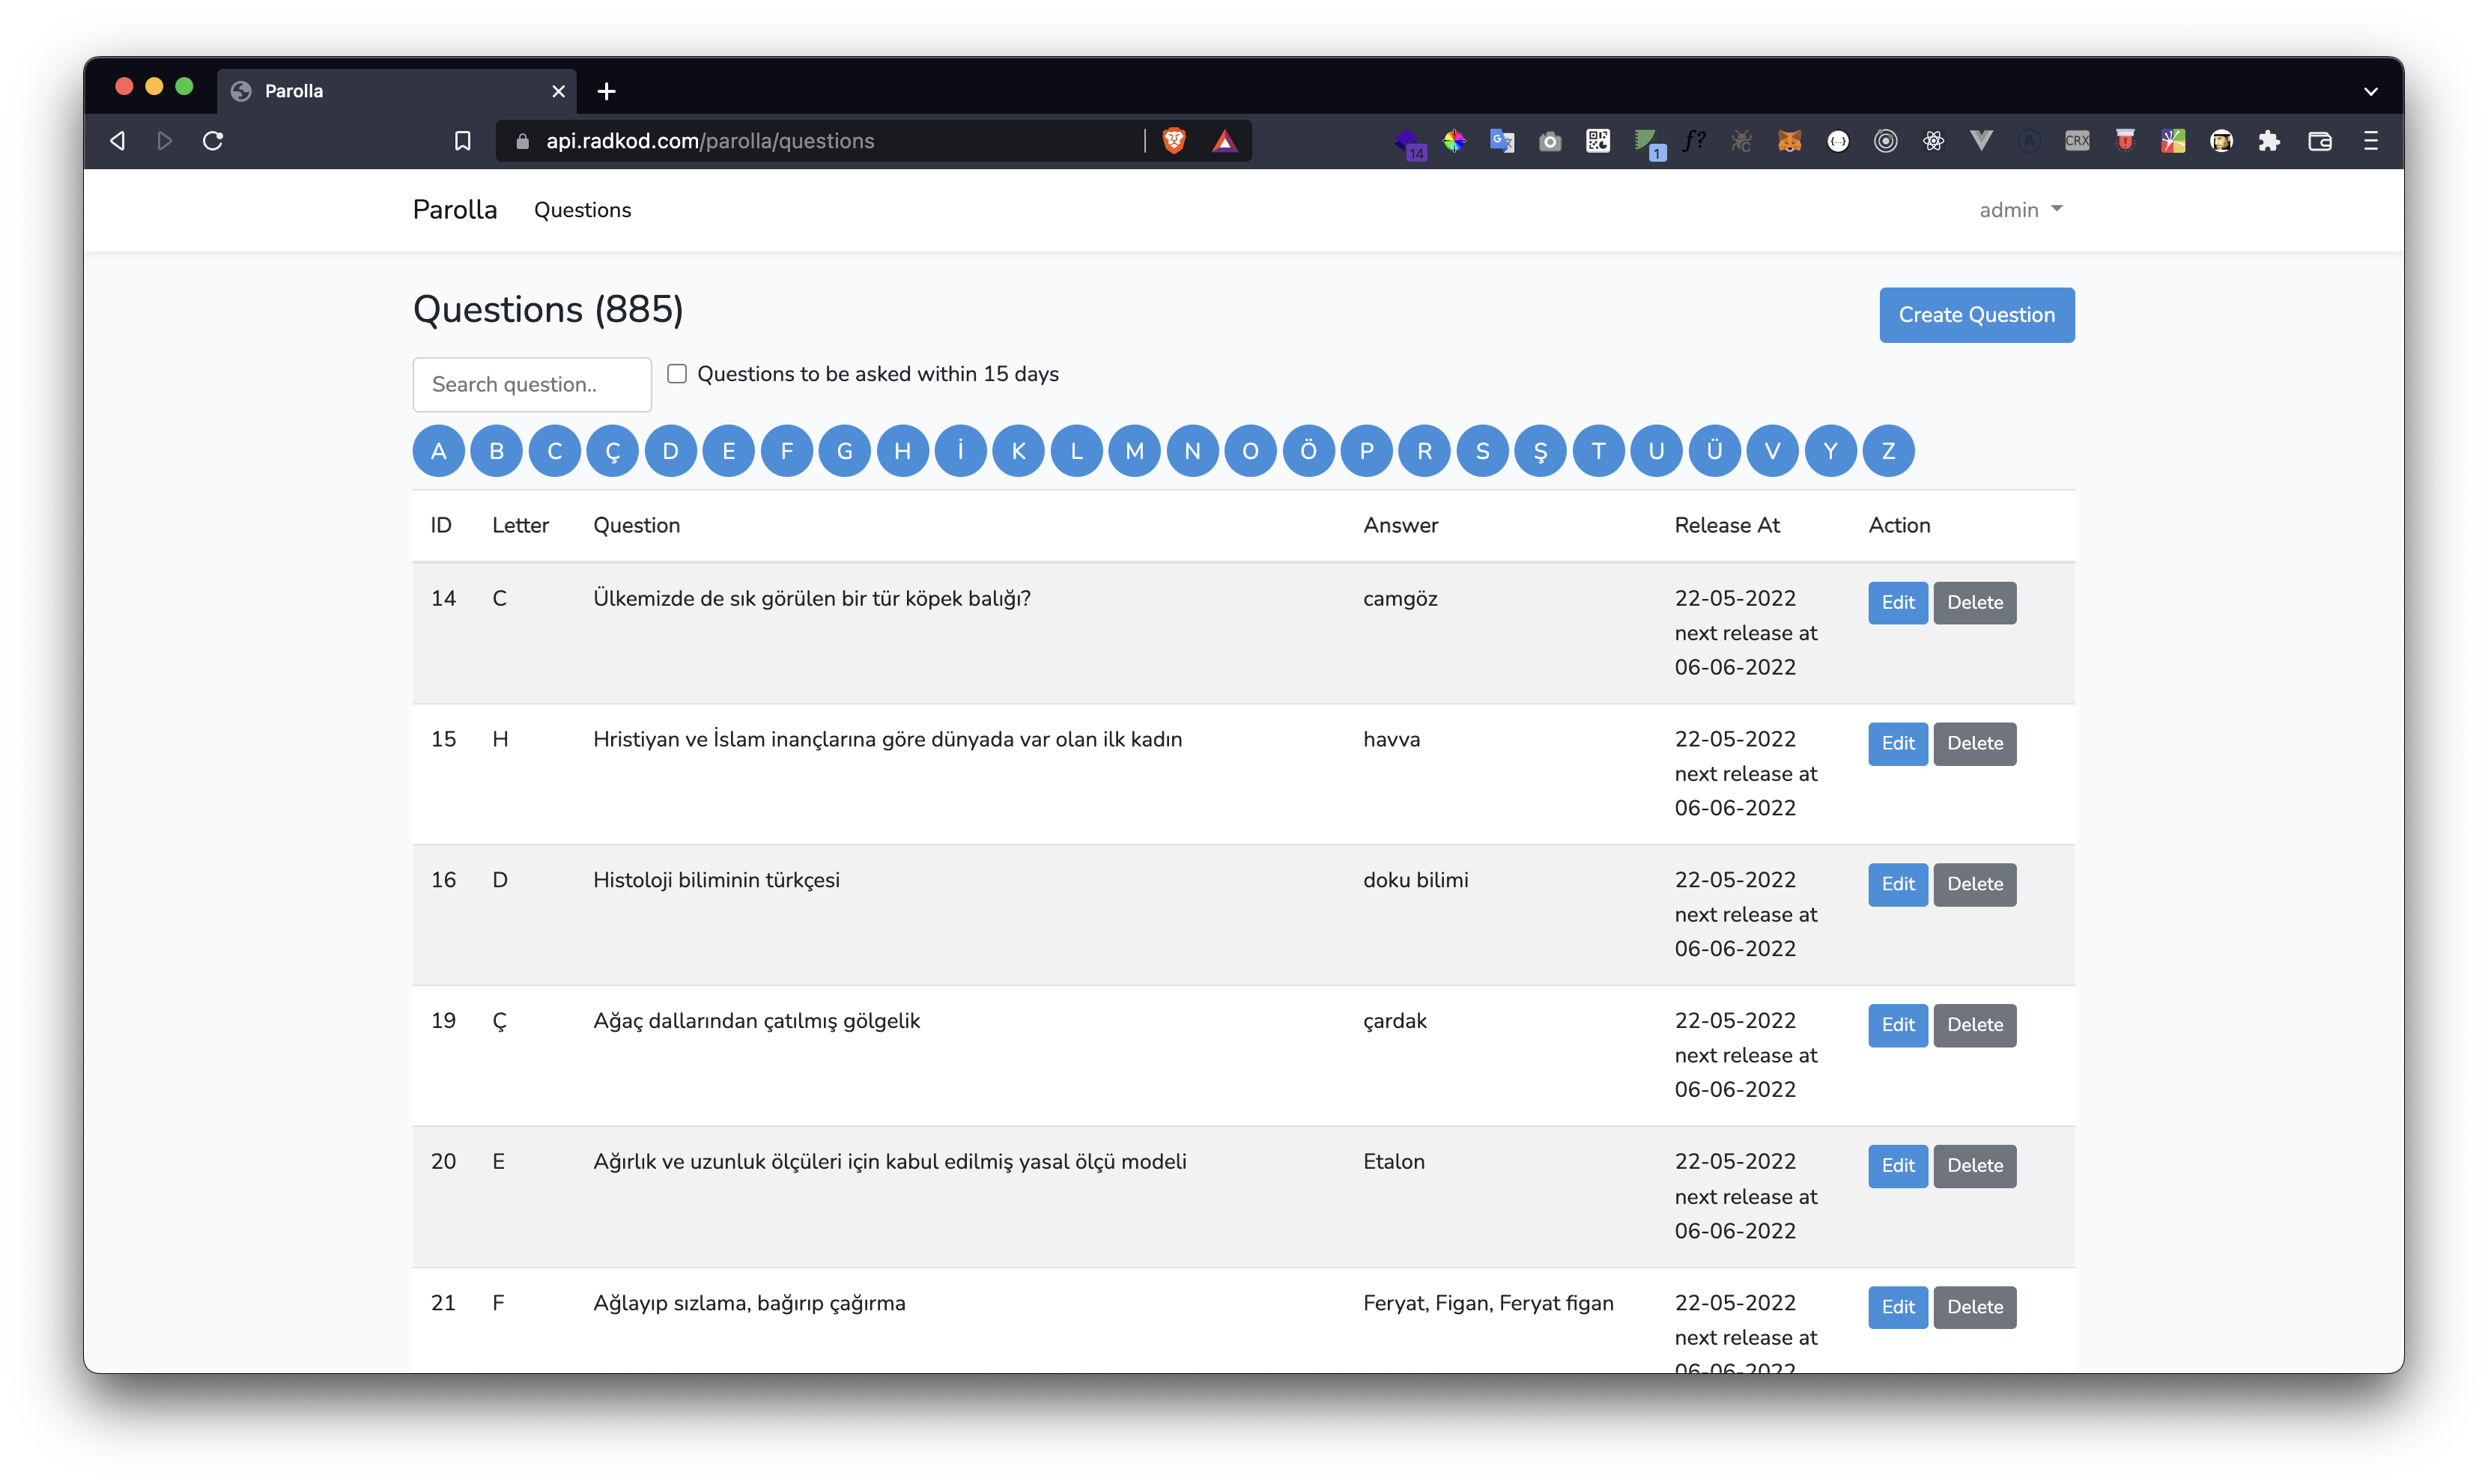 Parolla
api.radkod.com/parolla/questions
14
1
f?
CRX
Parolla Questions admin
Questions (885) Create Question
Search question.. Questions to be asked within 15 days
A B C Ç D E F G H İ K L M N O Ö P R S Ş T U Ü V Y Z
ID Letter Question Answer Release At Action
14 C Ülkemizde de sık görülen bir tür köpek balığı? camgöz 22-05-2022 Edit Delete
next release at
06-06-2022
15 H Hristiyan ve İslam inançlarına göre dünyada var olan ilk kadın havva 22-05-2022 Edit Delete
next release at
06-06-2022
16 D Histoloji biliminin türkçesi doku bilimi 22-05-2022 Edit Delete
next release at
06-06-2022
19 Ç Ağaç dallarından çatılmış gölgelik çardak 22-05-2022 Edit Delete
next release at
06-06-2022
20 E Ağırlık ve uzunluk ölçüleri için kabul edilmiş yasal ölçü modeli Etalon 22-05-2022 Edit Delete
next release at
06-06-2022
21 F Ağlayıp sızlama, bağırıp çağırma Feryat, Figan, Feryat figan 22-05-2022 Edit Delete
next release at
06-06-2022